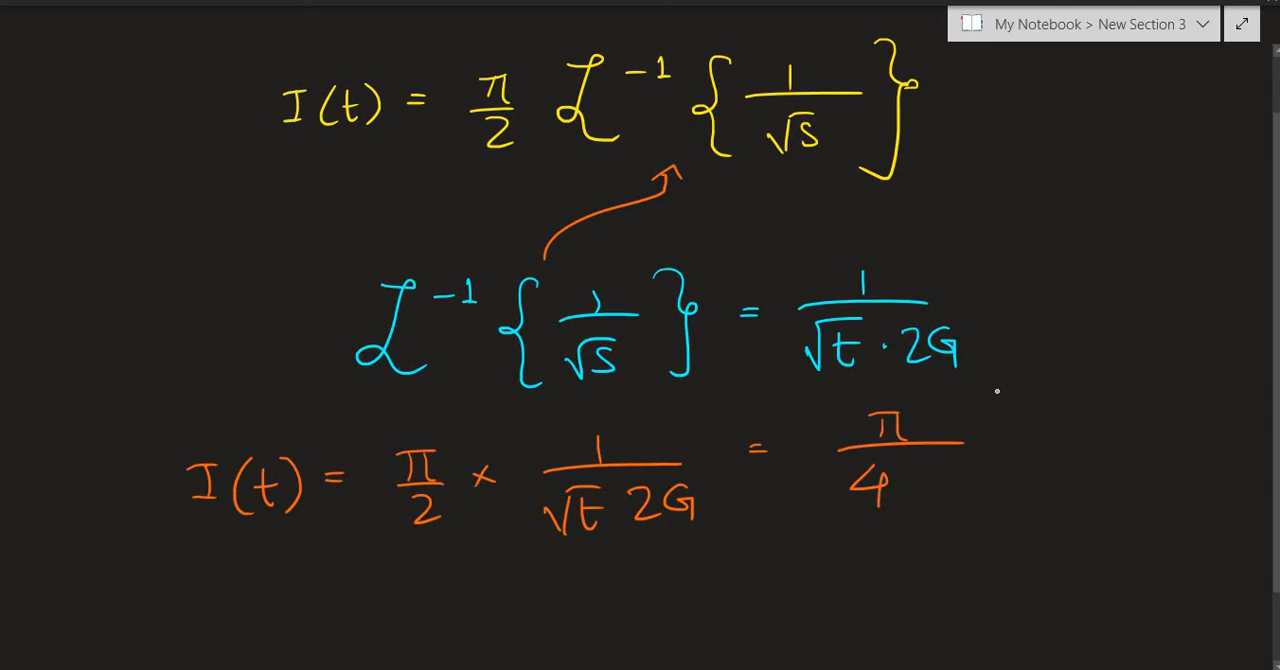 My Notebook > New Section 3
I(t) = π/2 ℒ⁻¹ { 1/√s }
ℒ⁻¹ { 1/√s } = 1/(√t · 2G)
I(t) = π/2 × 1/(√t 2G) = π/4